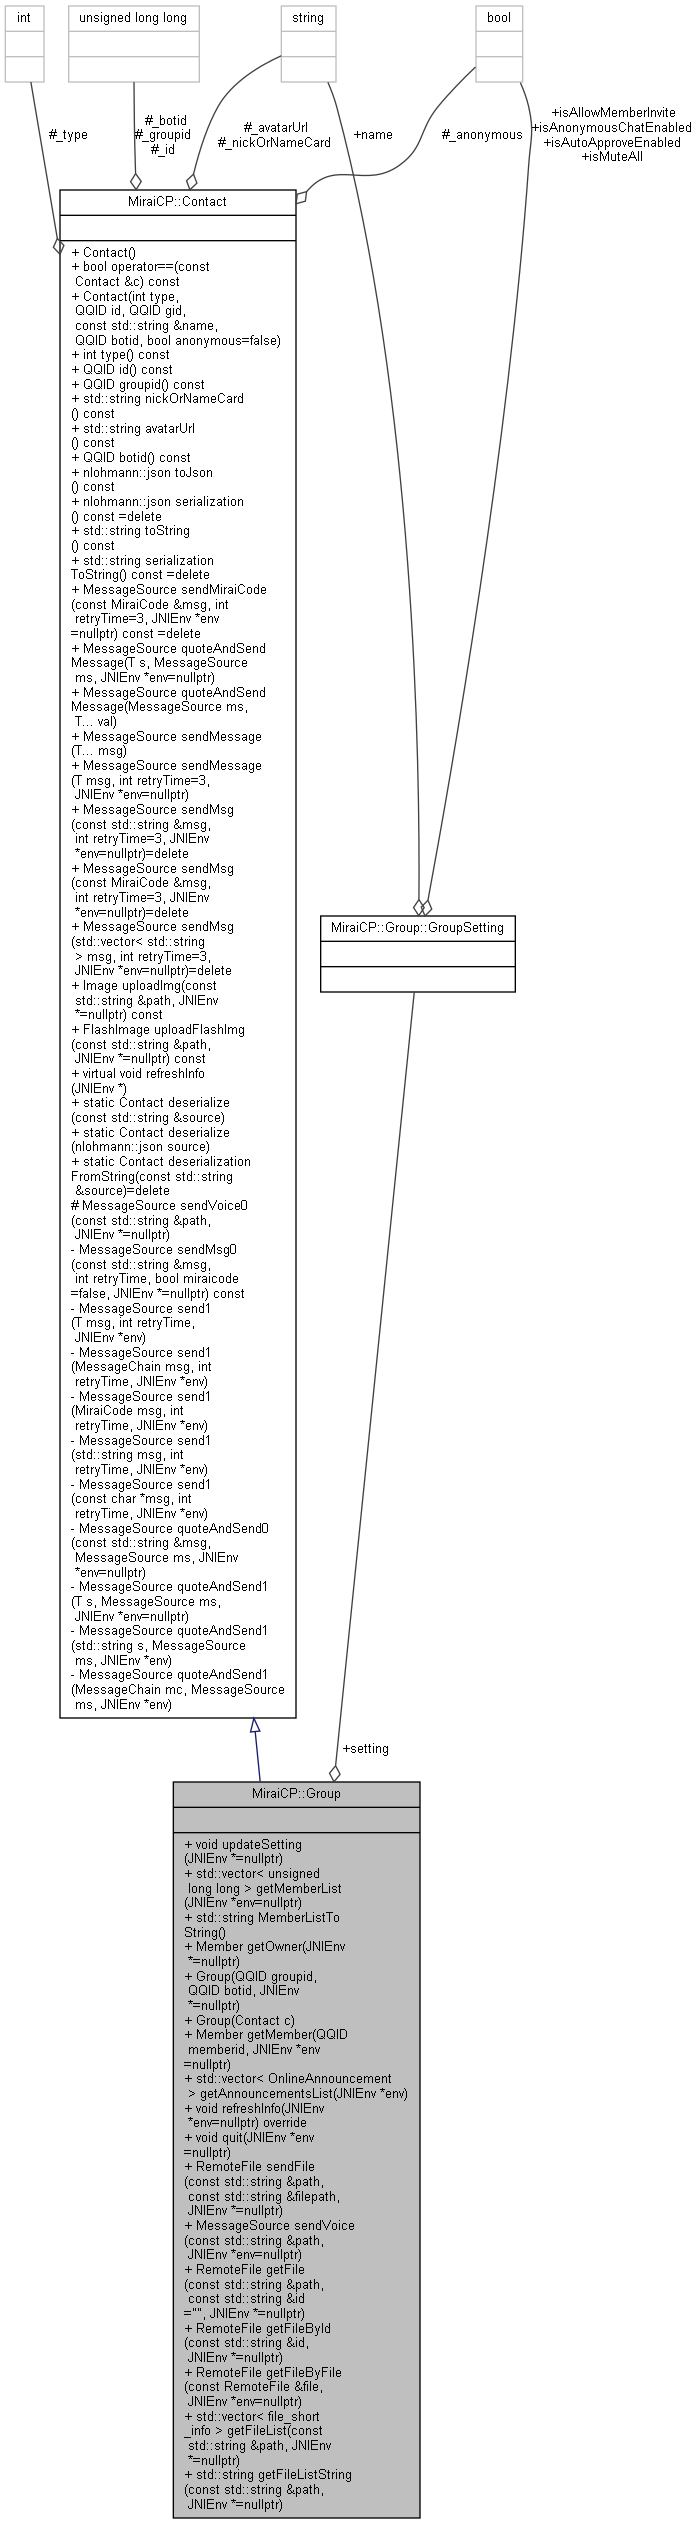 int
unsigned long long
string
bool
#_type
#_botid
#_groupid
#_id
#_avatarUrl
#_nickOrNameCard
+name
#_anonymous
+isAllowMemberInvite
+isAnonymousChatEnabled
+isAutoApproveEnabled
+isMuteAll
MiraiCP::Contact
+ Contact()
+ bool operator==(const
Contact &c) const
+ Contact(int type,
QQID id, QQID gid,
const std::string &name,
QQID botid, bool anonymous=false)
+ int type() const
+ QQID id() const
+ QQID groupid() const
+ std::string nickOrNameCard
() const
+ std::string avatarUrl
() const
+ QQID botid() const
+ nlohmann::json toJson
() const
+ nlohmann::json serialization
() const =delete
+ std::string toString
() const
+ std::string serialization
ToString() const =delete
+ MessageSource sendMiraiCode
(const MiraiCode &msg, int
retryTime=3, JNIEnv *env
=nullptr) const =delete
+ MessageSource quoteAndSend
Message(T s, MessageSource
ms, JNIEnv *env=nullptr)
+ MessageSource quoteAndSend
Message(MessageSource ms,
T... val)
+ MessageSource sendMessage
(T... msg)
+ MessageSource sendMessage
(T msg, int retryTime=3,
JNIEnv *env=nullptr)
+ MessageSource sendMsg
(const std::string &msg,
int retryTime=3, JNIEnv
*env=nullptr)=delete
+ MessageSource sendMsg
(const MiraiCode &msg,
int retryTime=3, JNIEnv
*env=nullptr)=delete
+ MessageSource sendMsg
(std::vector< std::string
> msg, int retryTime=3,
JNIEnv *env=nullptr)=delete
+ Image uploadImg(const
std::string &path, JNIEnv
*=nullptr) const
+ FlashImage uploadFlashImg
(const std::string &path,
JNIEnv *=nullptr) const
+ virtual void refreshInfo
(JNIEnv *)
+ static Contact deserialize
(const std::string &source)
+ static Contact deserialize
(nlohmann::json source)
+ static Contact deserialization
FromString(const std::string
&source)=delete
# MessageSource sendVoice0
(const std::string &path,
JNIEnv *=nullptr)
- MessageSource sendMsg0
(const std::string &msg,
int retryTime, bool miraicode
=false, JNIEnv *=nullptr) const
- MessageSource send1
(T msg, int retryTime,
JNIEnv *env)
- MessageSource send1
(MessageChain msg, int
retryTime, JNIEnv *env)
- MessageSource send1
(MiraiCode msg, int
retryTime, JNIEnv *env)
- MessageSource send1
(std::string msg, int
retryTime, JNIEnv *env)
- MessageSource send1
(const char *msg, int
retryTime, JNIEnv *env)
- MessageSource quoteAndSend0
(const std::string &msg,
MessageSource ms, JNIEnv
*env=nullptr)
- MessageSource quoteAndSend1
(T s, MessageSource ms,
JNIEnv *env=nullptr)
- MessageSource quoteAndSend1
(std::string s, MessageSource
ms, JNIEnv *env)
- MessageSource quoteAndSend1
(MessageChain mc, MessageSource
ms, JNIEnv *env)
MiraiCP::Group::GroupSetting
+setting
MiraiCP::Group
+ void updateSetting
(JNIEnv *=nullptr)
+ std::vector< unsigned
long long > getMemberList
(JNIEnv *env=nullptr)
+ std::string MemberListTo
String()
+ Member getOwner(JNIEnv
*=nullptr)
+ Group(QQID groupid,
QQID botid, JNIEnv
*=nullptr)
+ Group(Contact c)
+ Member getMember(QQID
memberid, JNIEnv *env
=nullptr)
+ std::vector< OnlineAnnouncement
> getAnnouncementsList(JNIEnv *env)
+ void refreshInfo(JNIEnv
*env=nullptr) override
+ void quit(JNIEnv *env
=nullptr)
+ RemoteFile sendFile
(const std::string &path,
const std::string &filepath,
JNIEnv *=nullptr)
+ MessageSource sendVoice
(const std::string &path,
JNIEnv *env=nullptr)
+ RemoteFile getFile
(const std::string &path,
const std::string &id
="", JNIEnv *=nullptr)
+ RemoteFile getFileById
(const std::string &id,
JNIEnv *=nullptr)
+ RemoteFile getFileByFile
(const RemoteFile &file,
JNIEnv *env=nullptr)
+ std::vector< file_short
_info > getFileList(const
std::string &path, JNIEnv
*=nullptr)
+ std::string getFileListString
(const std::string &path,
JNIEnv *=nullptr)